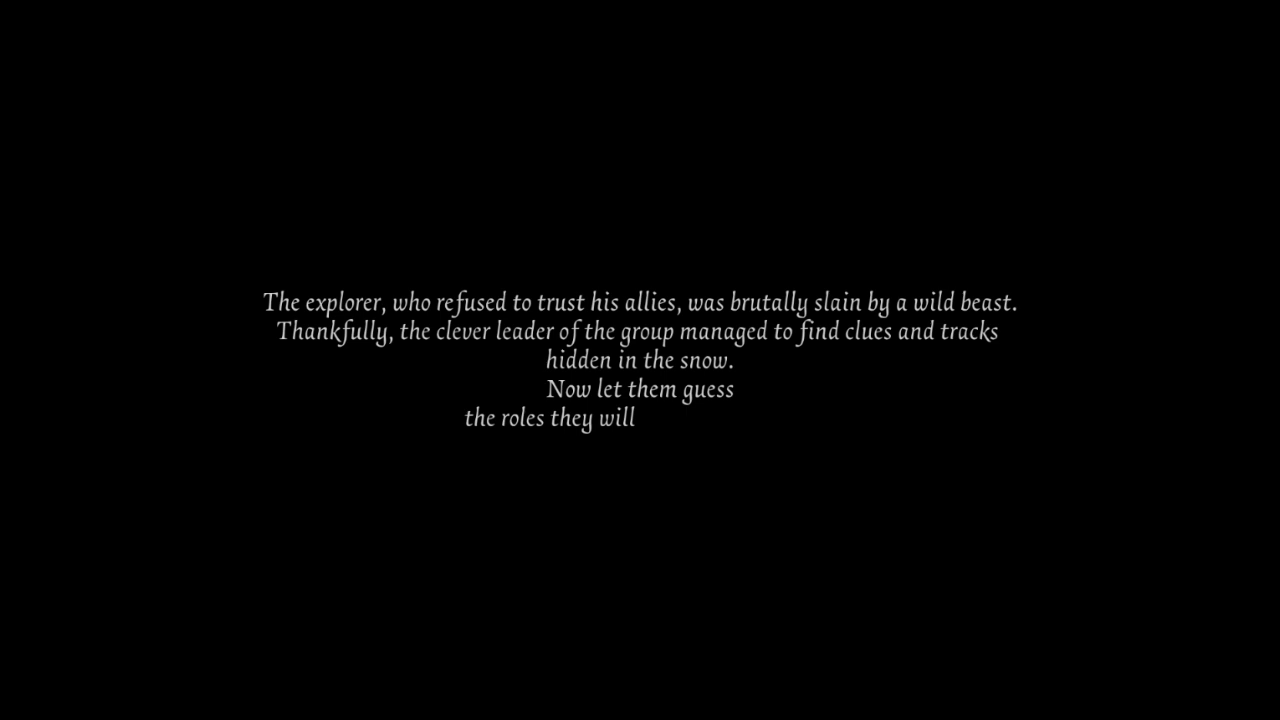 The explorer, who refused to trust his allies, was brutally slain by a wild beast.
Thankfully, the clever leader of the group managed to find clues and tracks
hidden in the snow.
Now let them guess
the roles they will